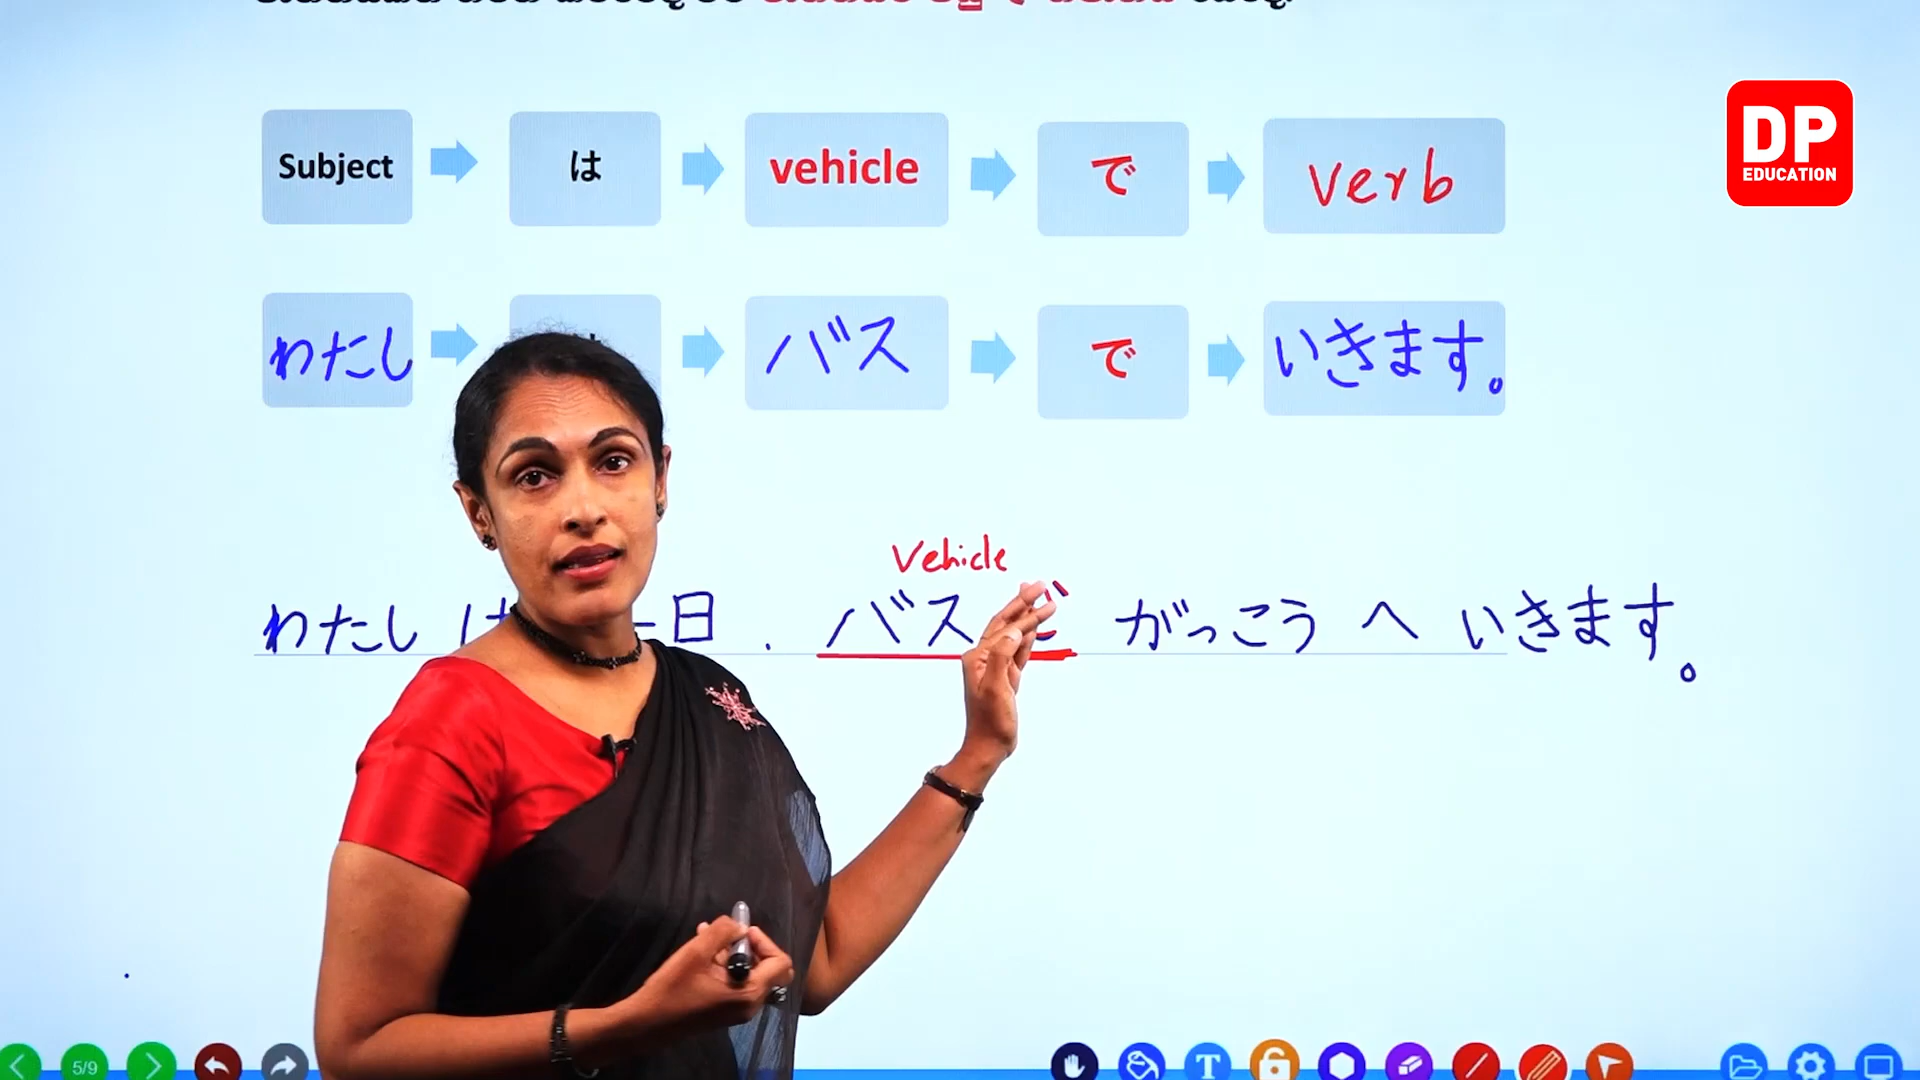 DP
EDUCATION
Subject は vehicle で verb
わたし バス で いきます。
Vehicle
わたし は 日 . バス がっこう へ いきます。
5/9
T